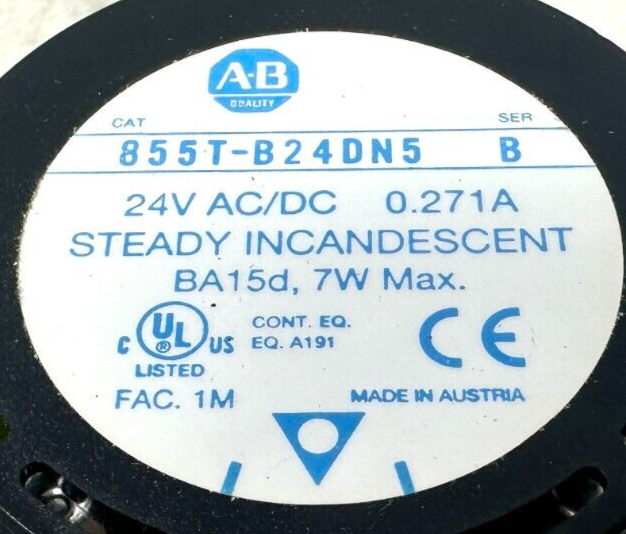 A·B
QUALITY
CAT SER
855T-B24DN5 B
24V AC/DC 0.271A
STEADY INCANDESCENT
BA15d, 7W Max.
C UL ® US
LISTED
CONT. EQ.
EQ. A191
CE
FAC. 1M MADE IN AUSTRIA